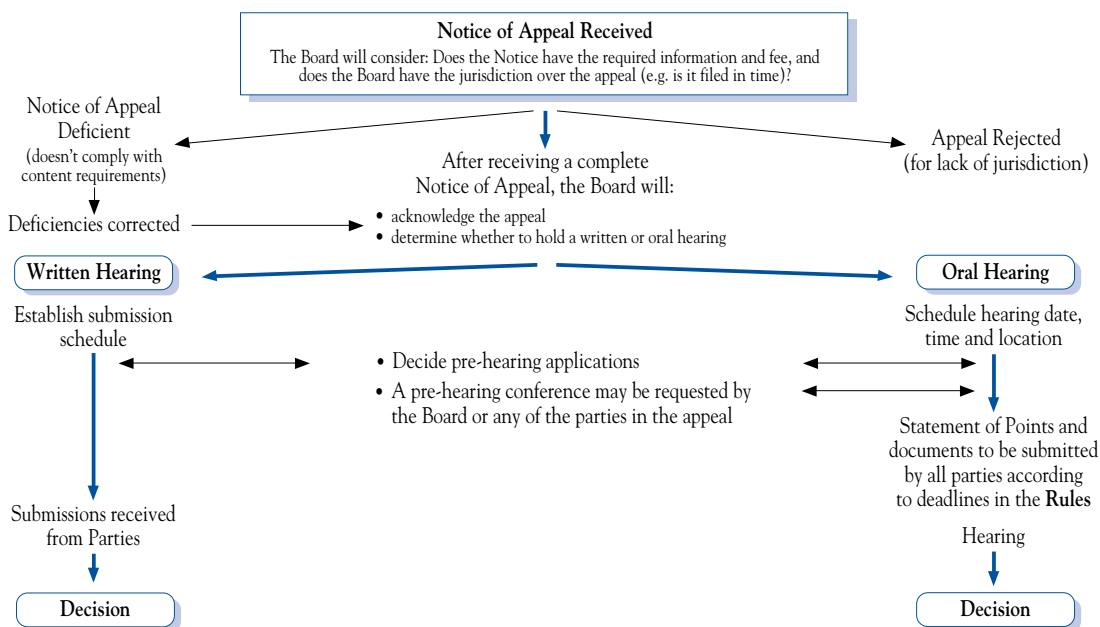 Notice of Appeal Received
The Board will consider: Does the Notice have the required information and fee, and
does the Board have the jurisdiction over the appeal (e.g. is it filed in time)?
Notice of Appeal
Deficient
(doesn't comply with
content requirements)
Deficiencies corrected
After receiving a complete
Notice of Appeal, the Board will:
• acknowledge the appeal
• determine whether to hold a written or oral hearing
Appeal Rejected
(for lack of jurisdiction)
Written Hearing
Establish submission
schedule
Oral Hearing
Schedule hearing date,
time and location
• Decide pre-hearing applications
• A pre-hearing conference may be requested by
the Board or any of the parties in the appeal
Submissions received
from Parties
Decision
Statement of Points and
documents to be submitted
by all parties according
to deadlines in the Rules
Hearing
Decision